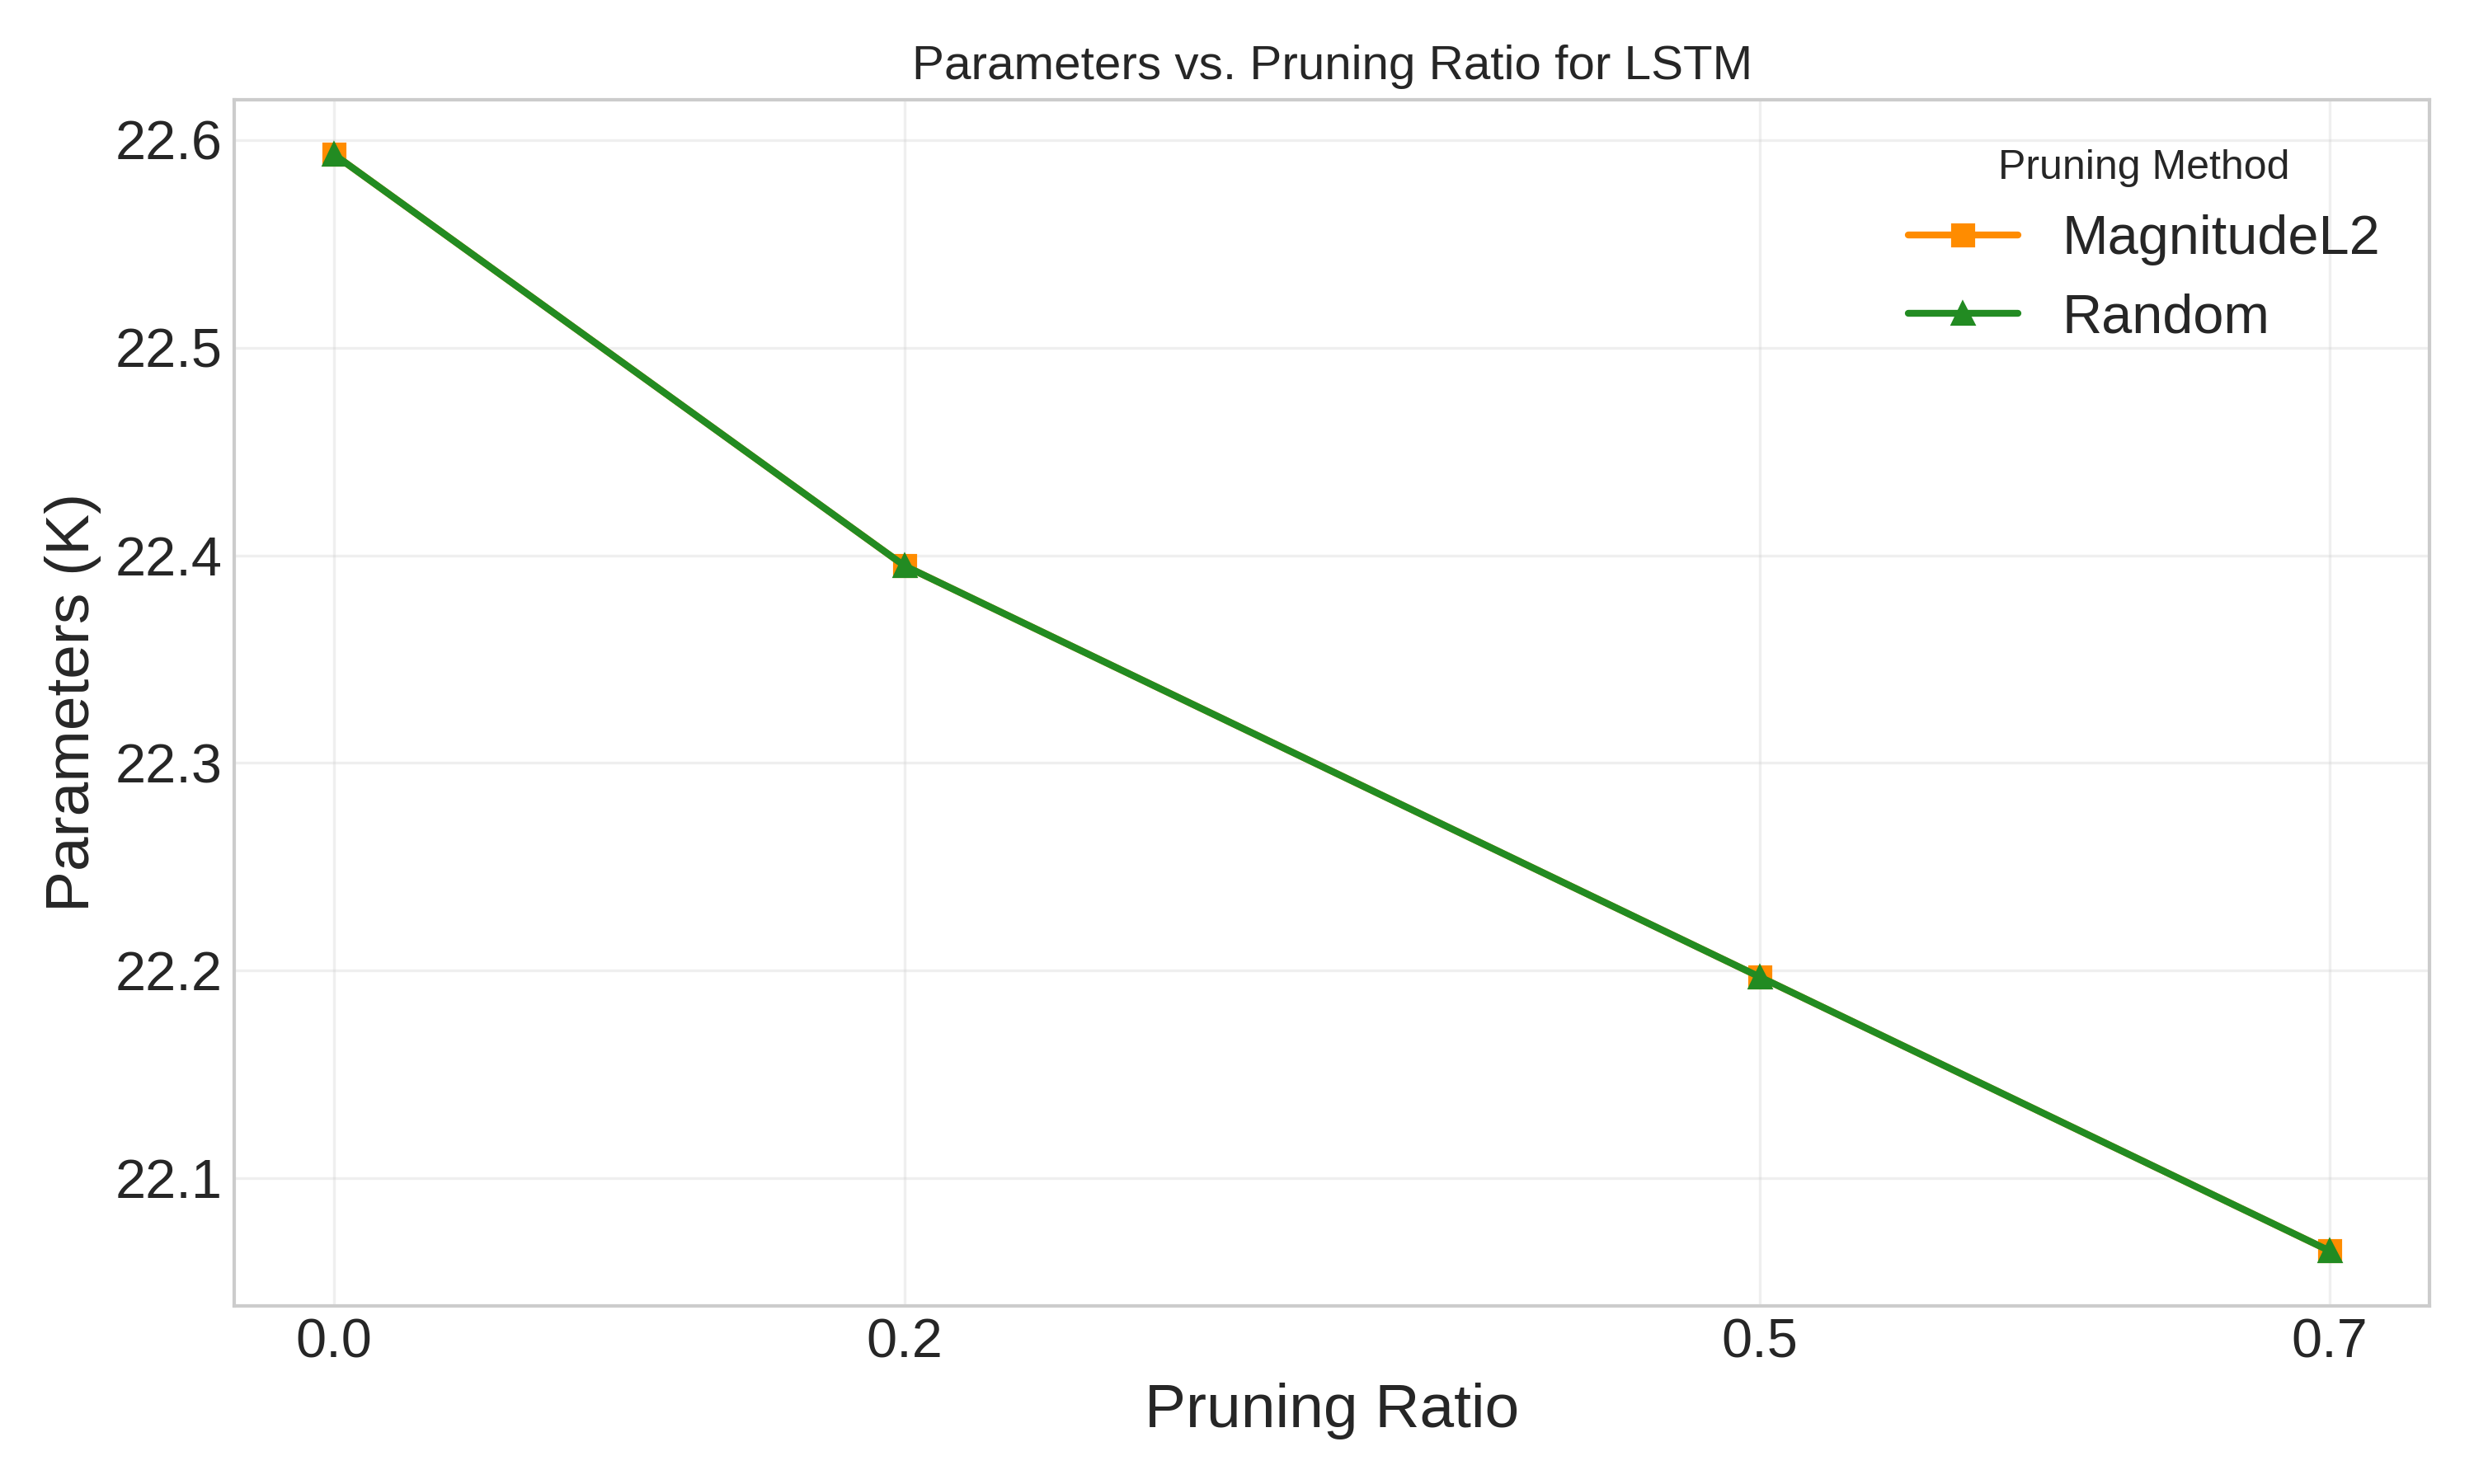 Parameters vs. Pruning Ratio for LSTM
Pruning Method
MagnitudeL2
Random
Parameters (K)
22.6
22.5
22.4
22.3
22.2
22.1
0.0 0.2 0.5 0.7
Pruning Ratio